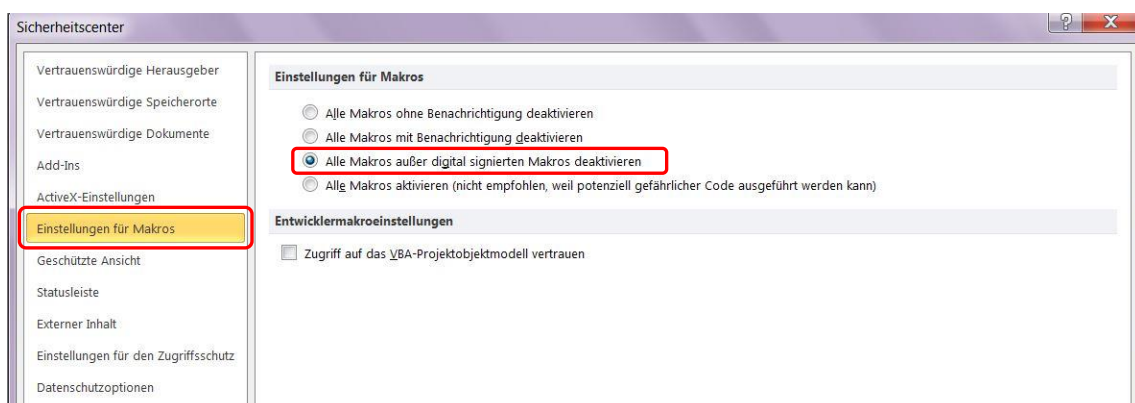 Sicherheitscenter
Vertrauenswürdige Herausgeber
Vertrauenswürdige Speicherorte
Vertrauenswürdige Dokumente
Add-Ins
ActiveX-Einstellungen
Einstellungen für Makros
Geschützte Ansicht
Statusleiste
Externer Inhalt
Einstellungen für den Zugriffsschutz
Datenschutzoptionen
Einstellungen für Makros
Alle Makros ohne Benachrichtigung deaktivieren
Alle Makros mit Benachrichtigung deaktivieren
Alle Makros außer digital signierten Makros deaktivieren
Alle Makros aktivieren (nicht empfohlen, weil potenziell gefährlicher Code ausgeführt werden kann)
Entwicklermakroeinstellungen
Zugriff auf das VBA-Projektobjektmodell vertrauen